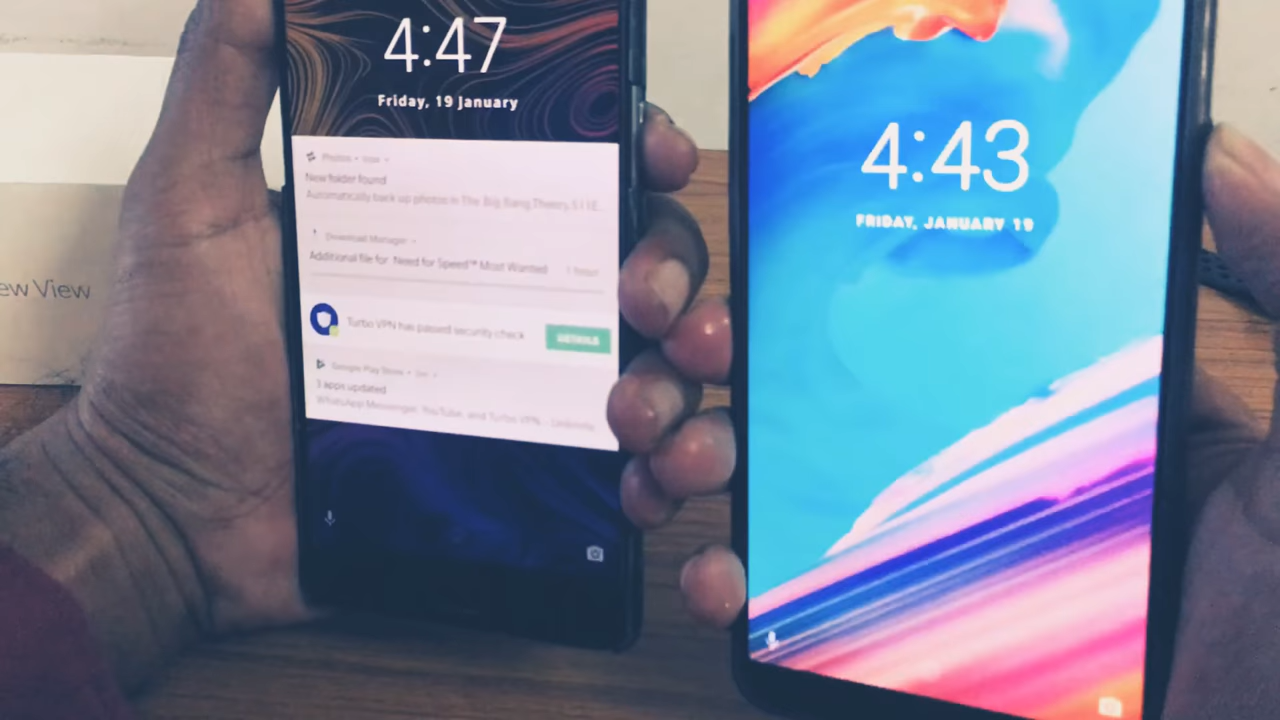 4:47
Friday, 19 January
Photos • now
New folder found
Automatically back up photos in The Big Bang Theory S11E...
Download Manager
Additional file for Need for Speed™ Most Wanted
Turbo VPN has passed security check
DETAILS
Google Play Store
3 apps updated
WhatsApp Messenger, YouTube, and Turbo VPN -
ew View
4:43
FRIDAY, JANUARY 19